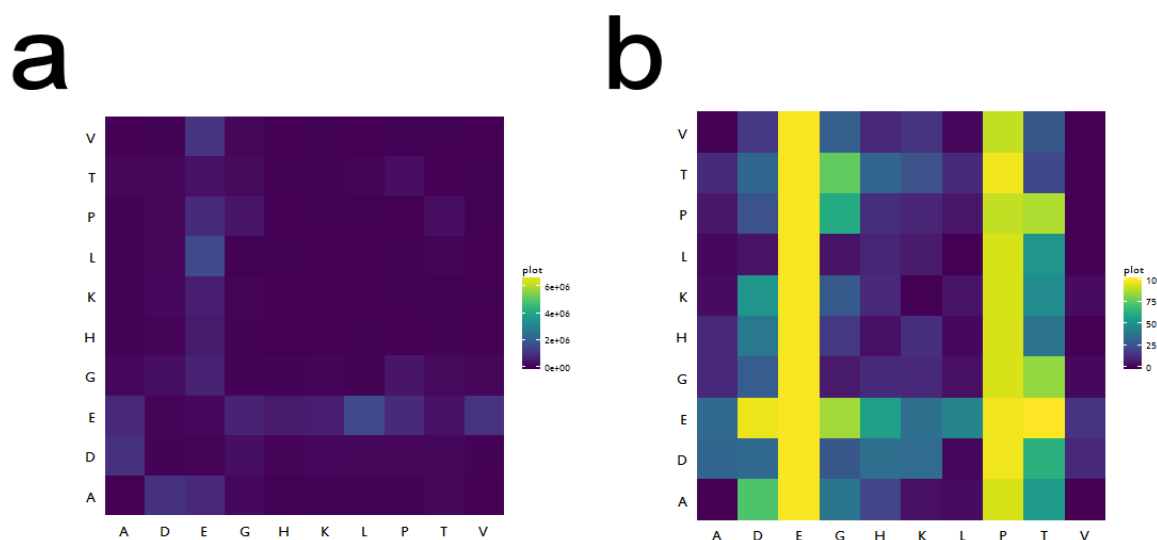 a
b
V
T
P
L
K
H
G
E
D
A
A D E G H K L P T V
plot
6e+06
4e+06
2e+06
0e+00
V
T
P
L
K
H
G
E
D
A
A D E G H K L P T V
plot
10
75
50
25
0